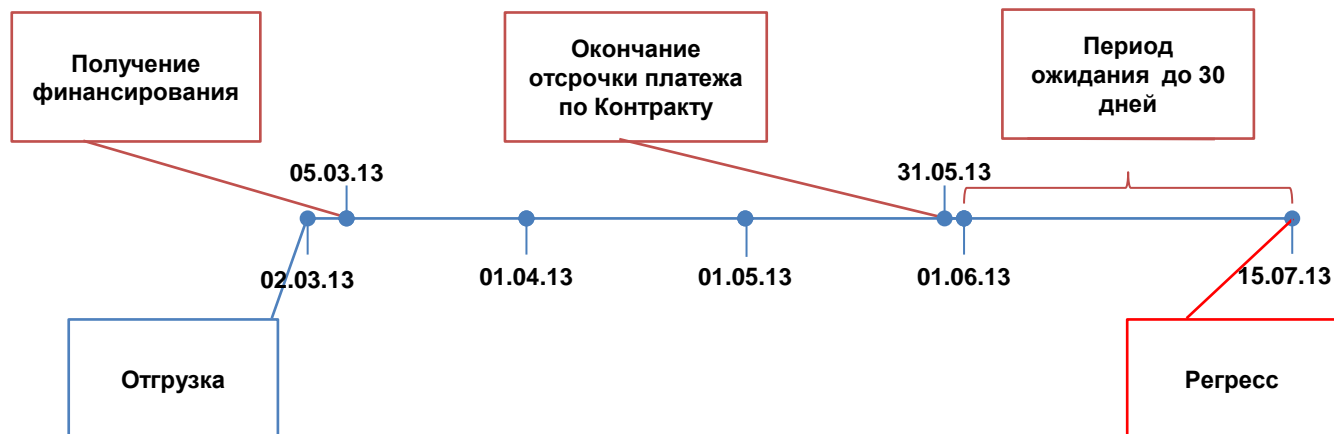 Получение
финансирования
Окончание
отсрочки платежа
по Контракту
Период
ожидания до 30
дней
05.03.13
31.05.13
02.03.13
01.04.13
01.05.13
01.06.13
15.07.13
Отгрузка
Регресс